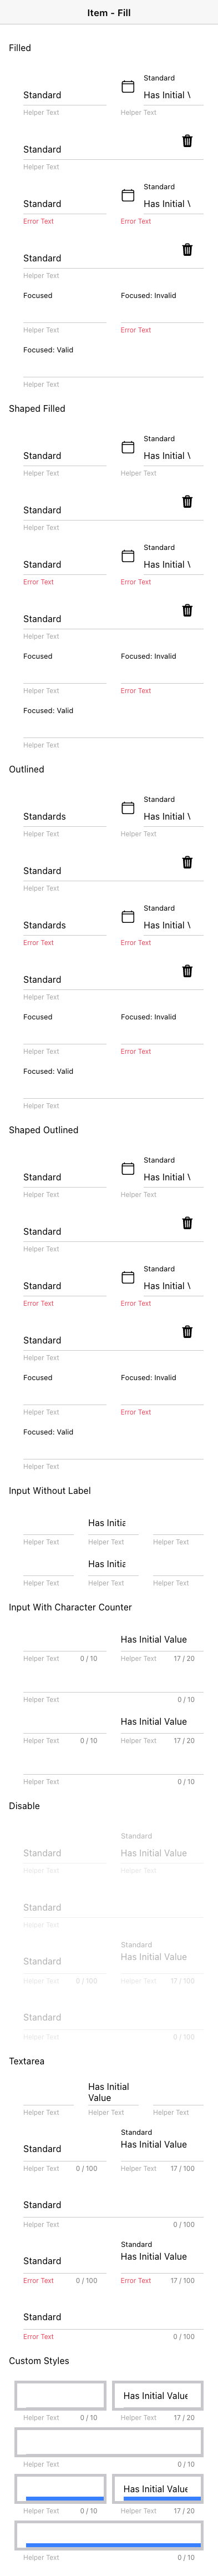 Item - Fill
Filled
Standard
Standard Has Initial V
Helper Text Helper Text
Standard
Helper Text
Standard
Standard Has Initial V
Error Text Error Text
Standard
Helper Text
Focused Focused: Invalid
Helper Text Error Text
Focused: Valid
Helper Text
Shaped Filled
Standard
Standard Has Initial V
Helper Text Helper Text
Standard
Helper Text
Standard
Standard Has Initial V
Error Text Error Text
Standard
Helper Text
Focused Focused: Invalid
Helper Text Error Text
Focused: Valid
Helper Text
Outlined
Standard
Standards Has Initial V
Helper Text Helper Text
Standard
Helper Text
Standard
Standards Has Initial V
Error Text Error Text
Standard
Helper Text
Focused Focused: Invalid
Helper Text Error Text
Focused: Valid
Helper Text
Shaped Outlined
Standard
Standard Has Initial V
Helper Text Helper Text
Standard
Helper Text
Standard
Standard Has Initial V
Error Text Error Text
Standard
Helper Text
Focused Focused: Invalid
Helper Text Error Text
Focused: Valid
Helper Text
Input Without Label
Has Initia
Helper Text Helper Text Helper Text
Has Initia
Helper Text Helper Text Helper Text
Input With Character Counter
Has Initial Value
Helper Text 0 / 10 Helper Text 17 / 20
Helper Text 0 / 10
Has Initial Value
Helper Text 0 / 10 Helper Text 17 / 20
Helper Text 0 / 10
Disable
Standard
Standard Has Initial Value
Helper Text Helper Text
Standard
Helper Text
Standard
Standard Has Initial Value
Helper Text 0 / 100 Helper Text 17 / 100
Standard
Helper Text 0 / 100
Textarea
Has Initial
Value
Helper Text Helper Text Helper Text
Standard
Standard Has Initial Value
Helper Text 0 / 100 Helper Text 17 / 100
Standard
Helper Text 0 / 100
Standard
Standard Has Initial Value
Error Text 0 / 100 Error Text 17 / 100
Standard
Error Text 0 / 100
Custom Styles
Has Initial Value
Helper Text 0 / 10 Helper Text 17 / 20
Helper Text 0 / 10
Has Initial Value
Helper Text 0 / 10 Helper Text 17 / 20
Helper Text 0 / 10